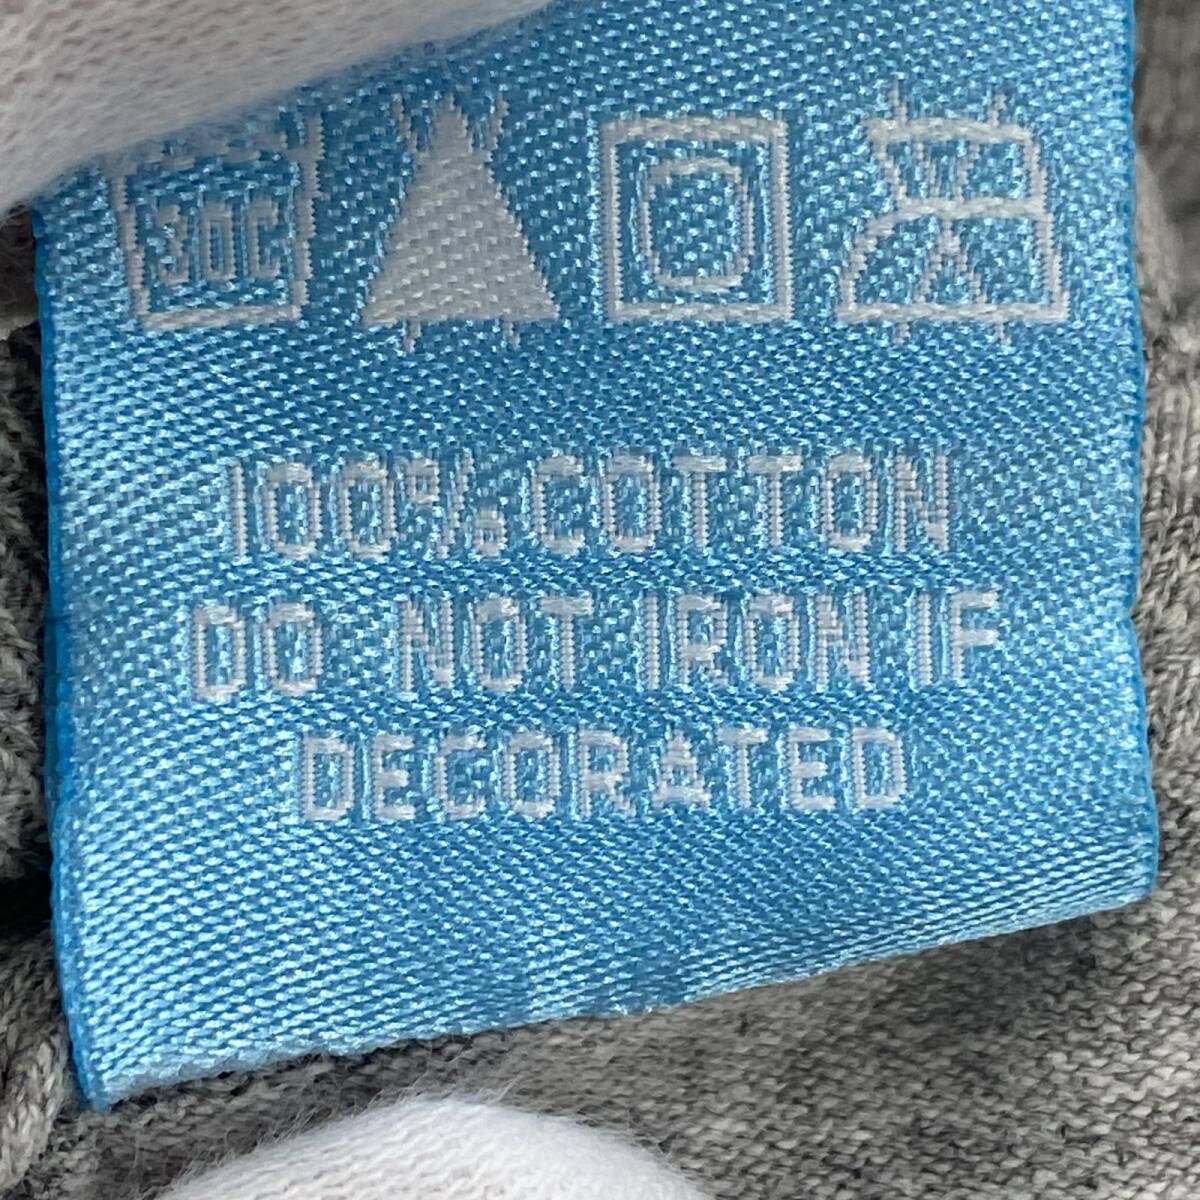 30C
100% COTTON
DO NOT IRON IF
DECORATED